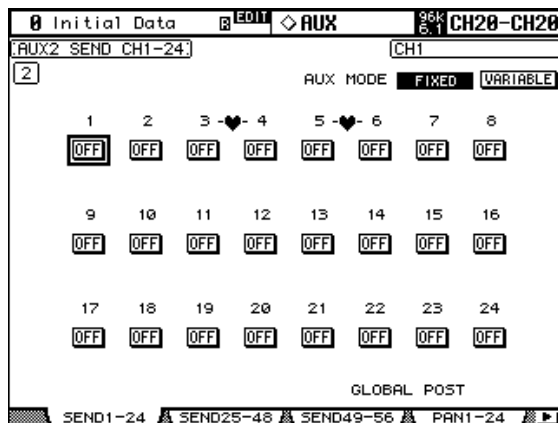 0 Initial Data R EDIT ◇AUX 96k 6.1 CH20-CH20
AUX2 SEND CH1-24 CH1
2 AUX MODE FIXED VARIABLE
1 2 3 -♥- 4 5 -♥- 6 7 8
OFF OFF OFF OFF OFF OFF OFF OFF
9 10 11 12 13 14 15 16
OFF OFF OFF OFF OFF OFF OFF OFF
17 18 19 20 21 22 23 24
OFF OFF OFF OFF OFF OFF OFF OFF
GLOBAL POST
SEND1-24 SEND25-48 SEND49-56 PAN1-24